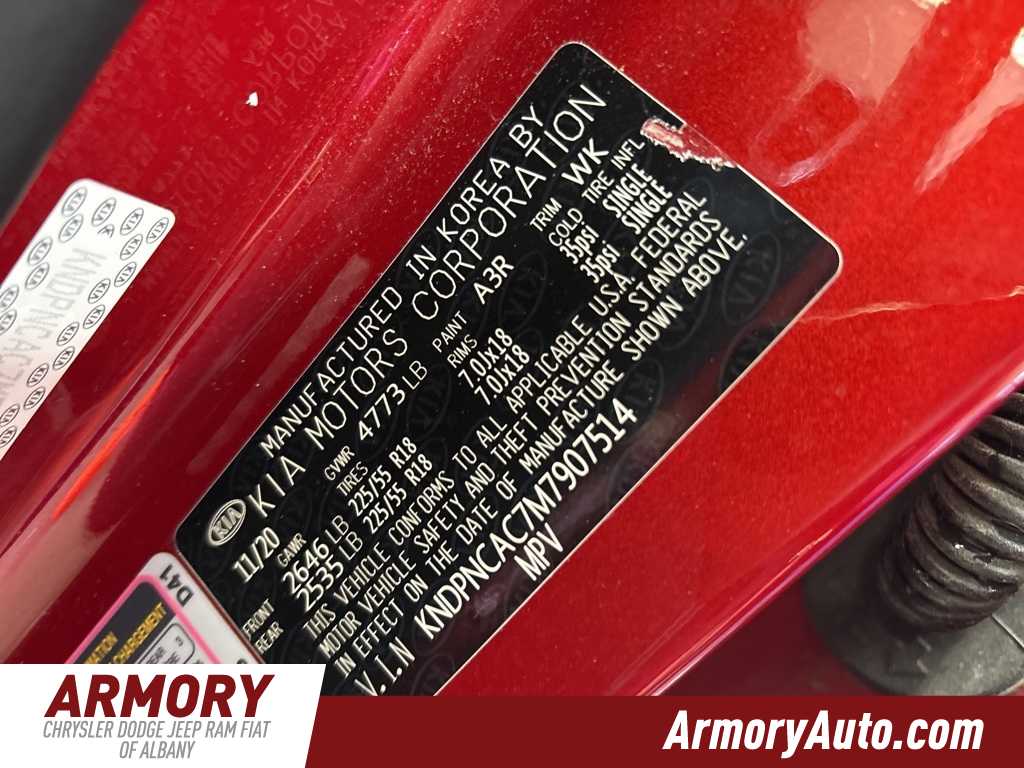 MANUFACTURED IN KOREA BY
KIA KIA MOTORS CORPORATION
11/20 GVWR 4773 LB PAINT A3R TRIM WK
GAWR TIRES RIMS COLD TIRE INFL
FRONT 2646 LB 225/55 R18 7.0Jx18 35psi SINGLE
REAR 2535 LB 225/55 R18 7.0Jx18 35psi SINGLE
THIS VEHICLE CONFORMS TO ALL APPLICABLE U.S.A. FEDERAL
MOTOR VEHICLE SAFETY AND THEFT PREVENTION STANDARDS
IN EFFECT ON THE DATE OF MANUFACTURE SHOWN ABOVE.
V.I.N KNDPNCAC7M7907514
MPV
D41
ARMORY
CHRYSLER DODGE JEEP RAM FIAT
OF ALBANY
ArmoryAuto.com